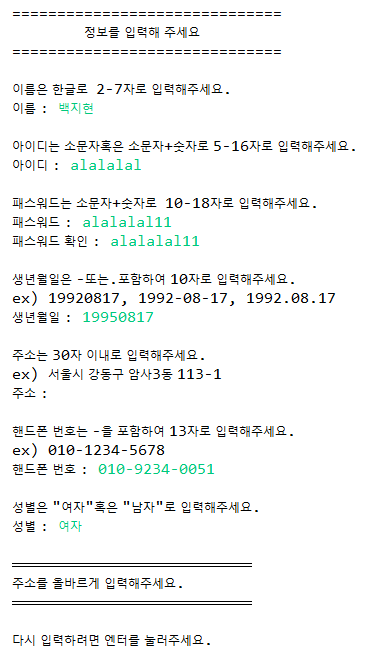 ==============================
정보를 입력해 주세요
==============================
이름은 한글로 2-7자로 입력해주세요.
이름 : 백지현
아이디는 소문자혹은 소문자+숫자로 5-16자로 입력해주세요.
아이디 : alalalal
패스워드는 소문자+숫자로 10-18자로 입력해주세요.
패스워드 : alalalal11
패스워드 확인 : alalalal11
생년월일은 -또는.포함하여 10자로 입력해주세요.
ex) 19920817, 1992-08-17, 1992.08.17
생년월일 : 19950817
주소는 30자 이내로 입력해주세요.
ex) 서울시 강동구 암사3동 113-1
주소 :
핸드폰 번호는 -을 포함하여 13자로 입력해주세요.
ex) 010-1234-5678
핸드폰 번호 : 010-9234-0051
성별은 "여자"혹은 "남자"로 입력해주세요.
성별 : 여자
══════════════════════════════
주소를 올바르게 입력해주세요.
══════════════════════════════
다시 입력하려면 엔터를 눌러주세요.